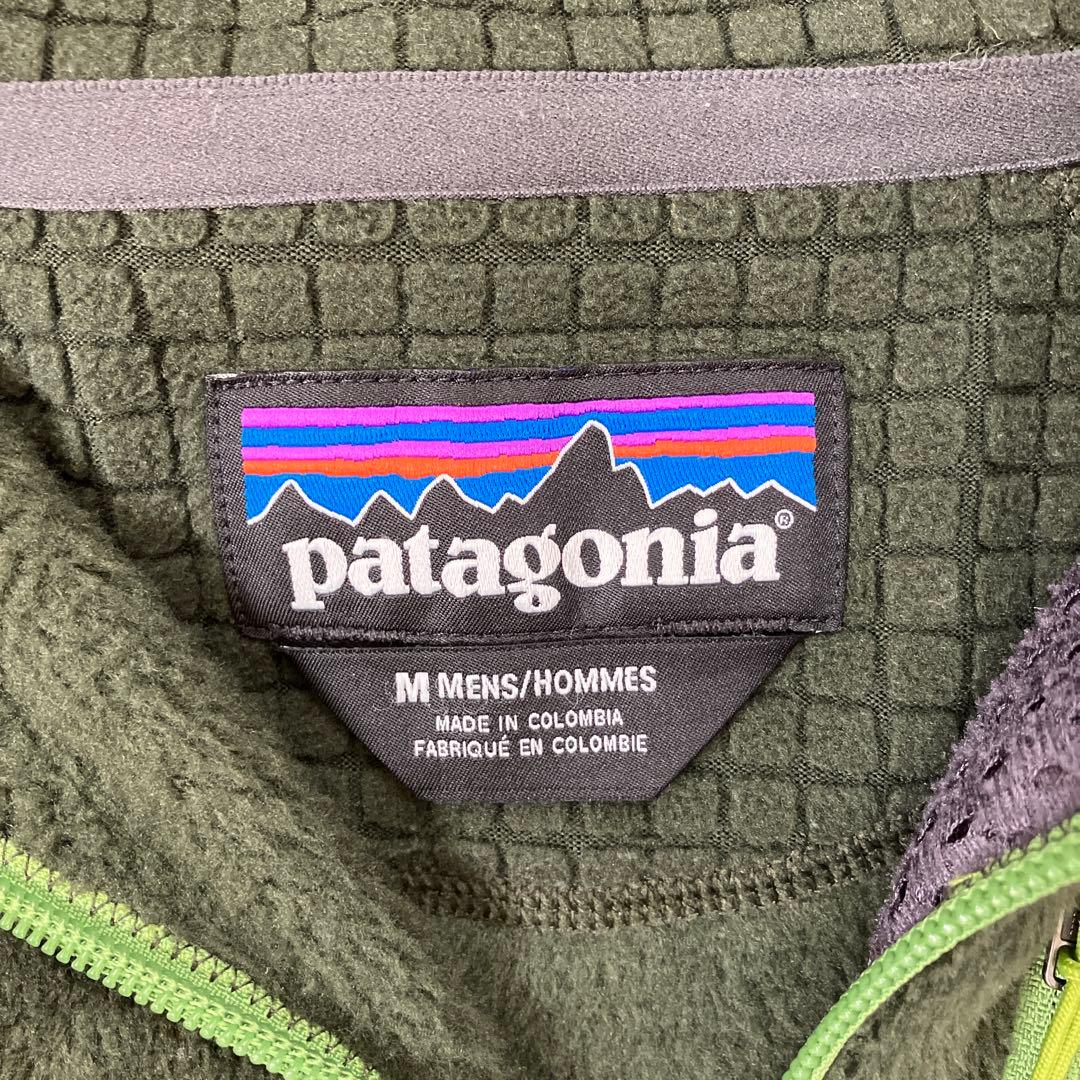 patagonia®
M MENS/HOMMES
MADE IN COLOMBIA
FABRIQUÉ EN COLOMBIE